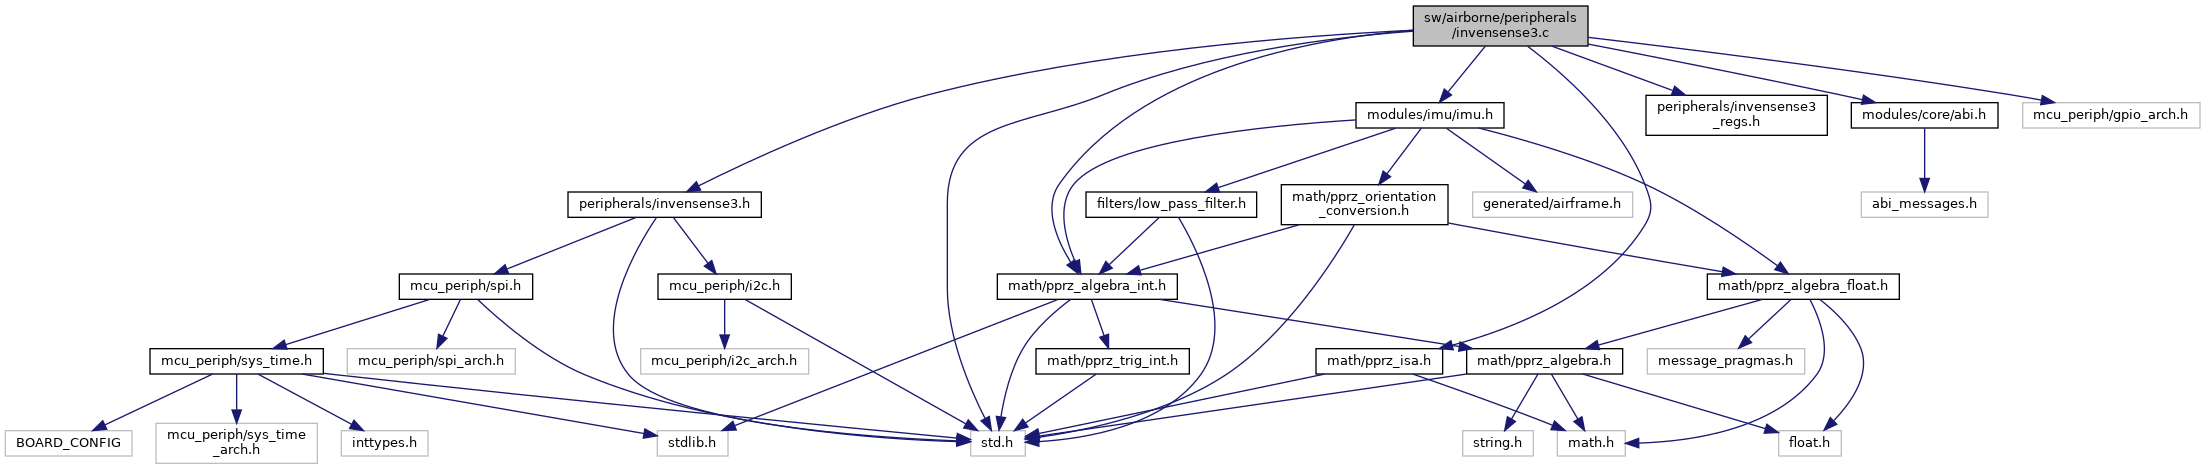 sw/airborne/peripherals
/invensense3.c
modules/imu/imu.h
peripherals/invensense3
_regs.h
modules/core/abi.h
mcu_periph/gpio_arch.h
peripherals/invensense3.h
filters/low_pass_filter.h
math/pprz_orientation
_conversion.h
generated/airframe.h
abi_messages.h
mcu_periph/spi.h
mcu_periph/i2c.h
math/pprz_algebra_int.h
math/pprz_algebra_float.h
mcu_periph/sys_time.h
mcu_periph/spi_arch.h
mcu_periph/i2c_arch.h
math/pprz_trig_int.h
math/pprz_isa.h
math/pprz_algebra.h
message_pragmas.h
BOARD_CONFIG
mcu_periph/sys_time
_arch.h
inttypes.h
stdlib.h
std.h
string.h
math.h
float.h